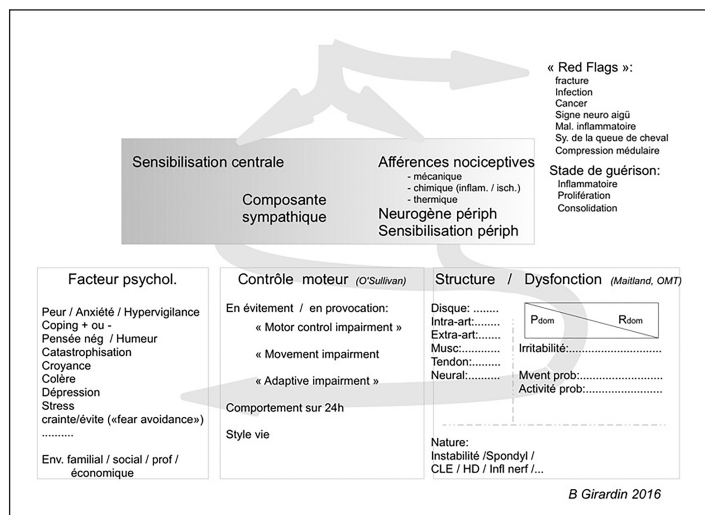 « Red Flags »:
fracture
Infection
Cancer
Signe neuro aigü
Mal. inflammatoire
Sy. de la queue de cheval
Compression médulaire
Stade de guérison:
Inflammatoire
Prolifération
Consolidation
Sensibilisation centrale
Composante
sympathique
Afférences nociceptives
- mécanique
- chimique (inflam. / isch.)
- thermique
Neurogène périph
Sensibilisation périph
Facteur psychol.
Peur / Anxiété / Hypervigilance
Coping + ou -
Pensée nég / Humeur
Catastrophisation
Croyance
Colère
Dépression
Stress
crainte/évite («fear avoidance»)
..........
Env. familial / social / prof /
économique
Contrôle moteur (O'Sullivan)
En évitement / en provocation:
« Motor control impairment »
« Movement impairment
« Adaptive impairment »
Comportement sur 24h
Style vie
Structure / Dysfonction (Maitland, OMT)
Disque: ........
Intra-art:........
Extra-art:........
Musc:............
Tendon:.........
Neural:..........
Pdom Rdom
Irritabilité:.............................
Mvent prob:..........................
Activité prob:........................
Nature:
Instabilité /Spondyl /
CLE / HD / Infl nerf /...
B Girardin 2016